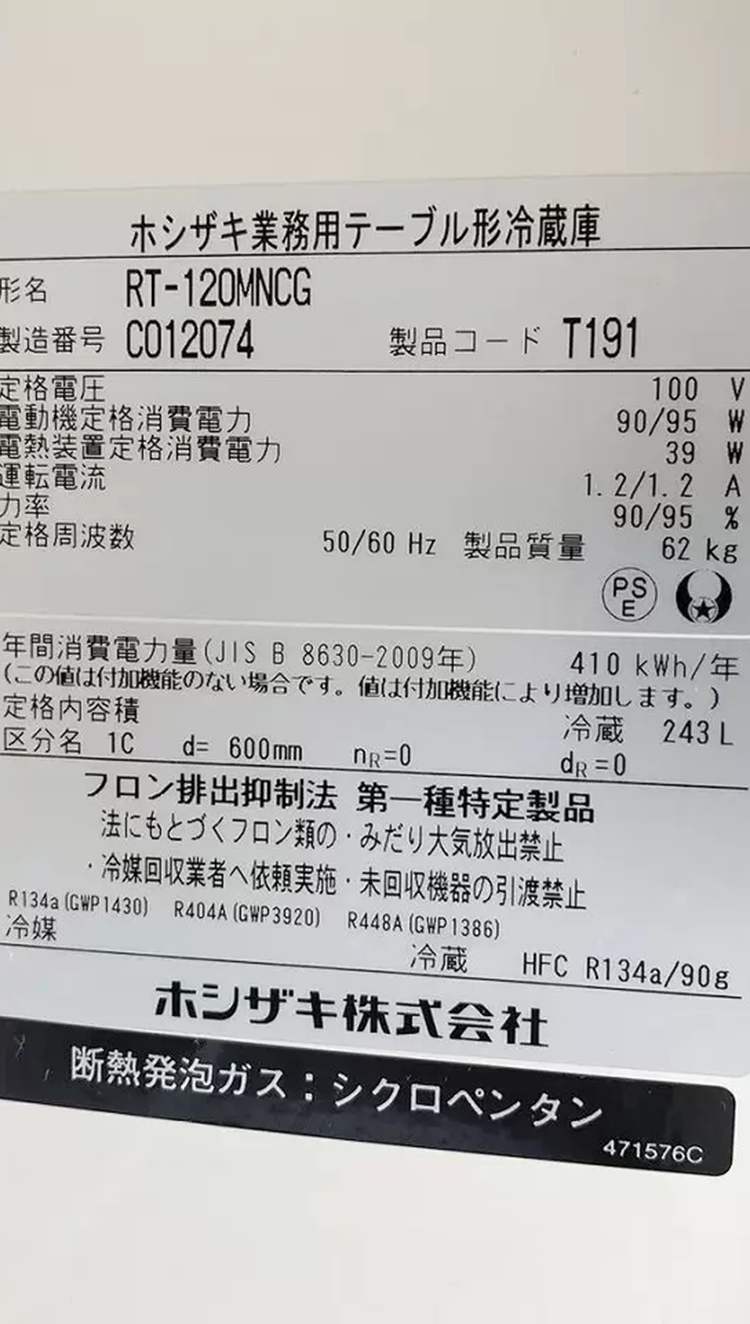 ホシザキ業務用テーブル形冷蔵庫
形名 RT-120MNCG
製造番号 C012074 製品コード T191
定格電圧 100 V
電動機定格消費電力 90/95 W
電熱装置定格消費電力 39 W
運転電流 1.2/1.2 A
力率 90/95 %
定格周波数 50/60 Hz 製品質量 62 kg
PS
E
年間消費電力量(JIS B 8630-2009年) 410 kWh/年
(この値は付加機能のない場合です。値は付加機能により増加します。)
定格内容積 冷蔵 243 L
区分名 1C d= 600mm nR=0 dR=0
フロン排出抑制法 第一種特定製品
法にもとづくフロン類の・みだり大気放出禁止
・冷媒回収業者へ依頼実施・未回収機器の引渡禁止
R134a(GWP1430) R404A(GWP3920) R448A(GWP1386)
冷媒 冷蔵 HFC R134a/90g
ホシザキ株式会社
断熱発泡ガス:シクロペンタン
471576C